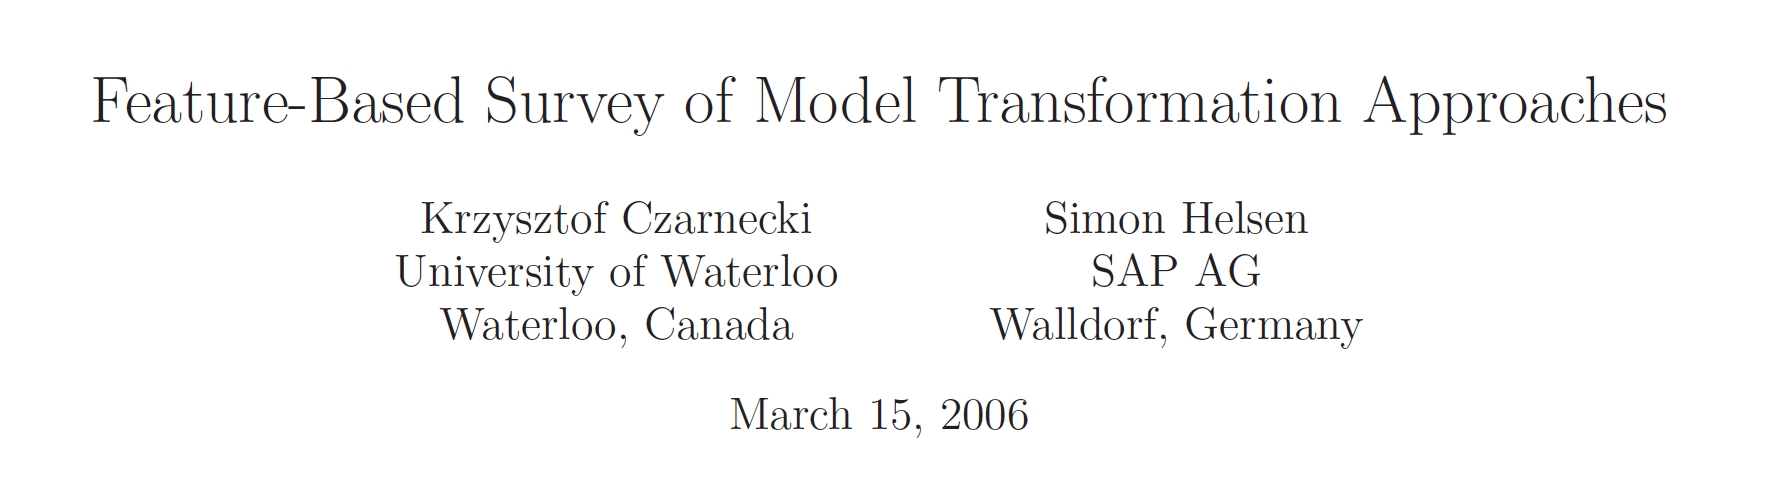 Feature-Based Survey of Model Transformation Approaches
Krzysztof Czarnecki
University of Waterloo
Waterloo, Canada
Simon Helsen
SAP AG
Walldorf, Germany
March 15, 2006